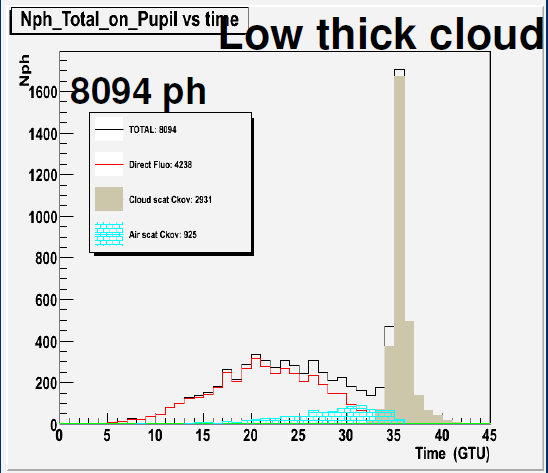 Nph_Total_on_Pupil vs time
Low thick cloud
Nph
8094 ph
TOTAL: 8094
Direct Fluo: 4238
Cloud scat Ckov: 2931
Air scat Ckov: 925
1600
1400
1200
1000
800
600
400
200
0
0 5 10 15 20 25 30 35 40 45
Time (GTU)